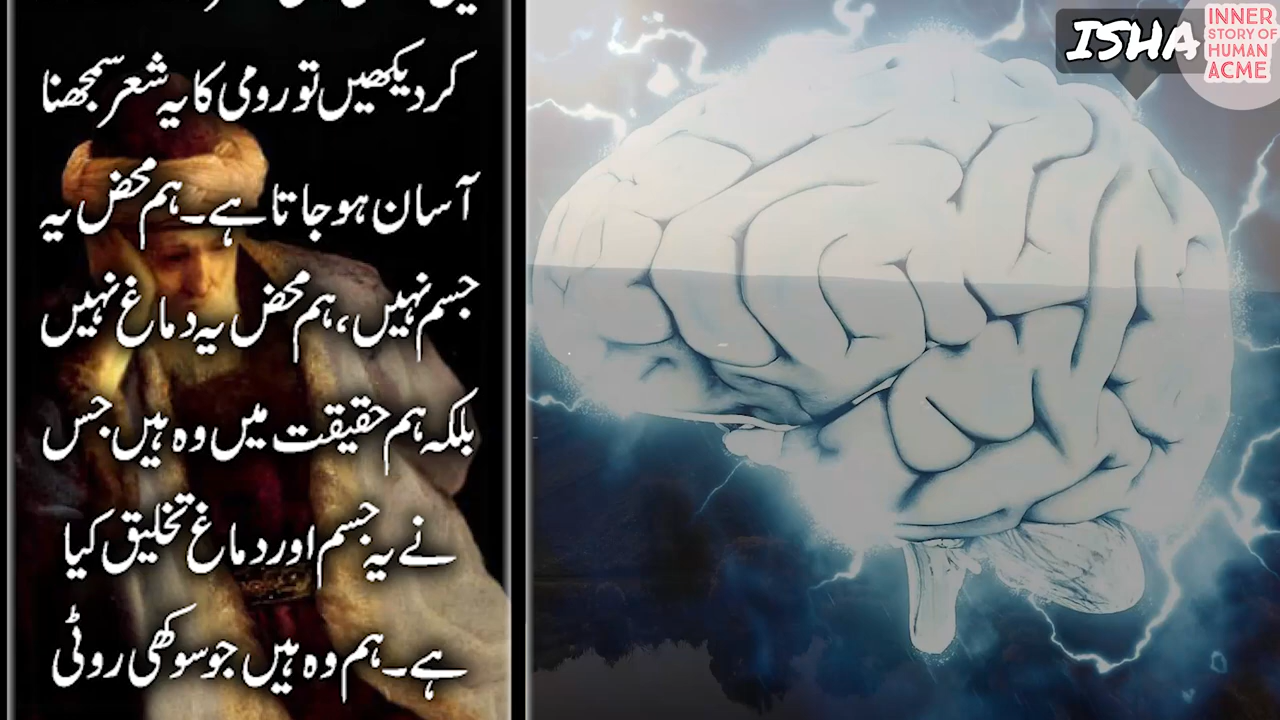 کر دیکھیں تو رومی کا یہ شعر سمجھنا
آسان ہو جاتا ہے۔ ہم محض یہ
جسم نہیں، ہم محض یہ دماغ نہیں
بلکہ ہم حقیقت میں وہ ہیں جس
نے یہ جسم اور دماغ تخلیق کیا
ہے۔ ہم وہ ہیں جو سوکھی روٹی
ISHA
INNER
STORY OF
HUMAN
ACME